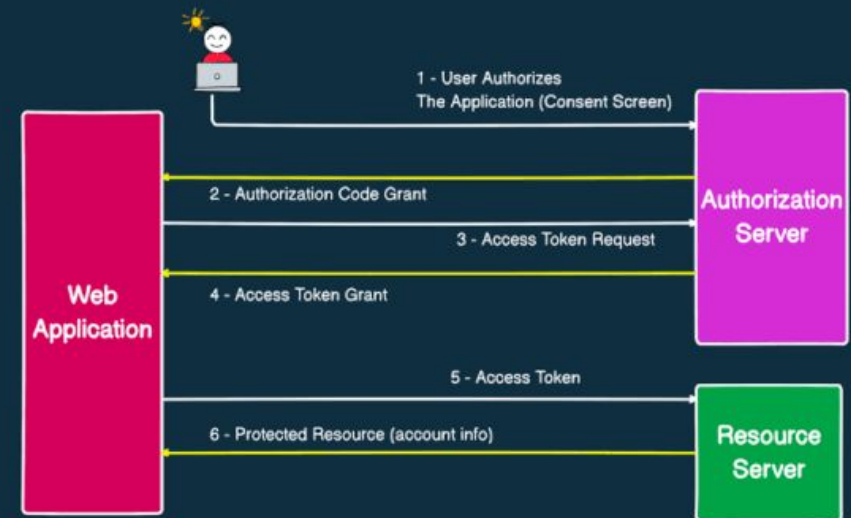 1 - User Authorizes
The Application (Consent Screen)
2 - Authorization Code Grant
Authorization
Server
3 - Access Token Request
4 - Access Token Grant
Web
Application
5 - Access Token
6 - Protected Resource (account info)
Resource
Server